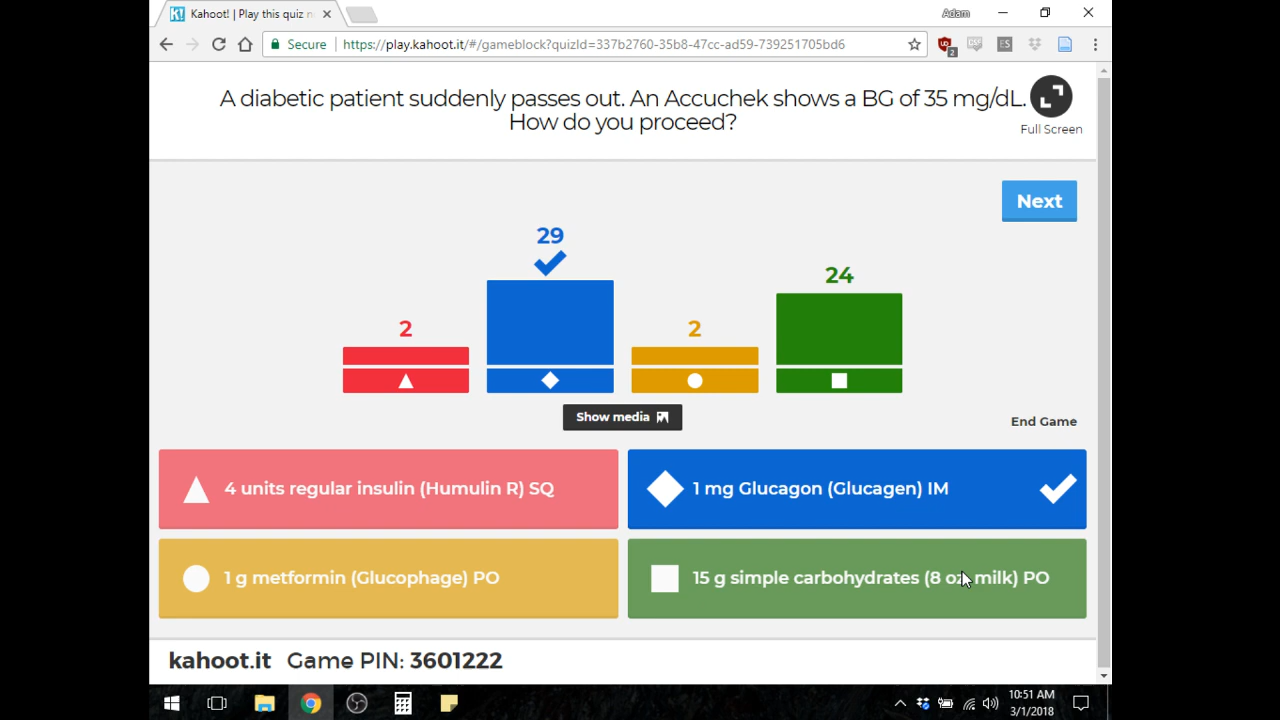 Kahoot! | Play this quiz n
Adam
Secure
https://play.kahoot.it/#/gameblock?quizId=337b2760-35b8-47cc-ad59-739251705bd6
2
ES
A diabetic patient suddenly passes out. An Accuchek shows a BG of 35 mg/dL.
How do you proceed?
Full Screen
Next
29
24
2
2
Show media
End Game
4 units regular insulin (Humulin R) SQ
1 mg Glucagon (Glucagen) IM
1 g metformin (Glucophage) PO
15 g simple carbohydrates (8 oz milk) PO
kahoot.it Game PIN: 3601222
10:51 AM
3/1/2018